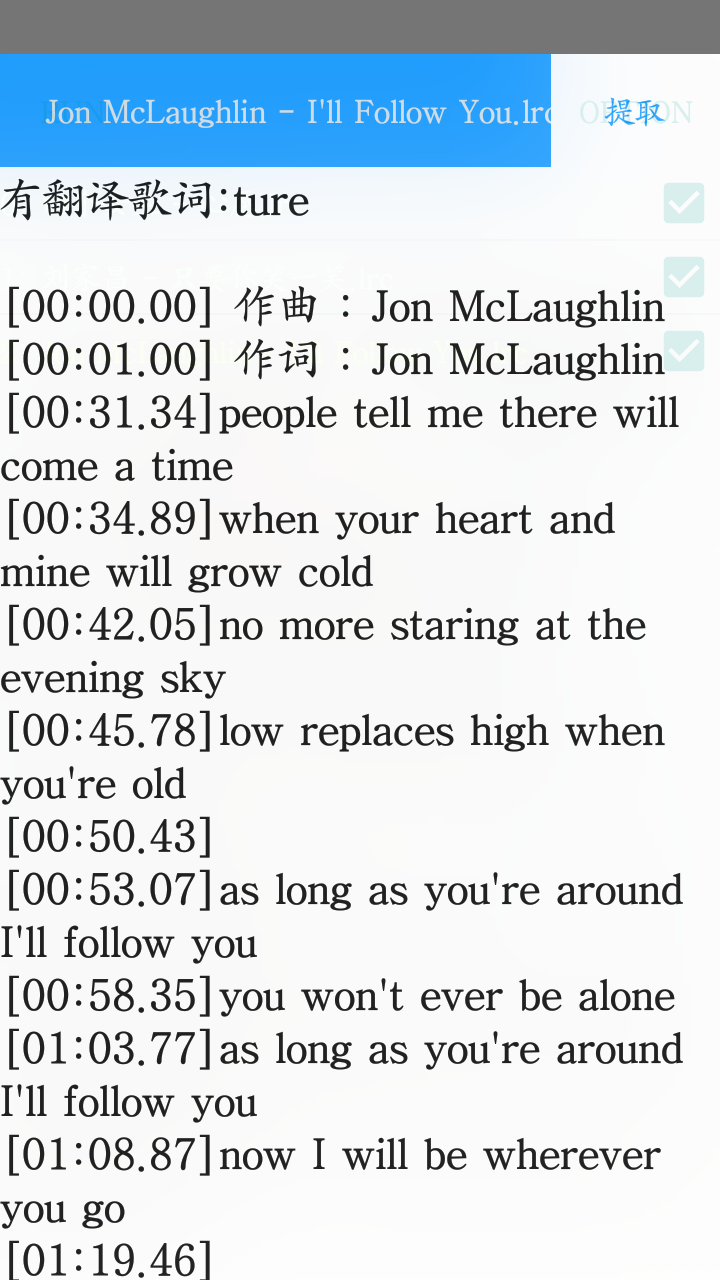 Jon McLaughlin - I'll Follow You.lrc
提取
有翻译歌词:ture
[00:00.00] 作曲 : Jon McLaughlin
[00:01.00] 作词 : Jon McLaughlin
[00:31.34]people tell me there will
come a time
[00:34.89]when your heart and
mine will grow cold
[00:42.05]no more staring at the
evening sky
[00:45.78]low replaces high when
you're old
[00:50.43]
[00:53.07]as long as you're around
I'll follow you
[00:58.35]you won't ever be alone
[01:03.77]as long as you're around
I'll follow you
[01:08.87]now I will be wherever
you go
[01:19.46]